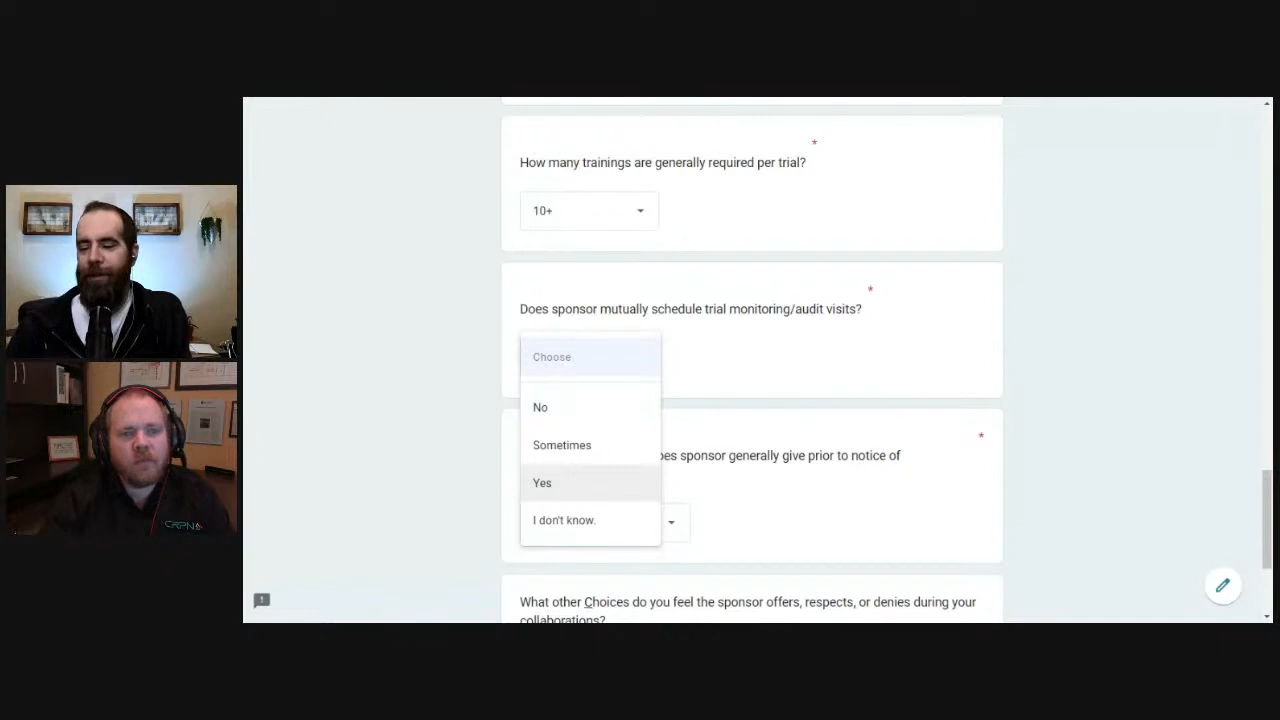 *
How many trainings are generally required per trial?
10+
*
Does sponsor mutually schedule trial monitoring/audit visits?
Choose
No
Sometimes
*
oes sponsor generally give prior to notice of
Yes
I don't know.
What other Choices do you feel the sponsor offers, respects, or denies during your
collaborations?